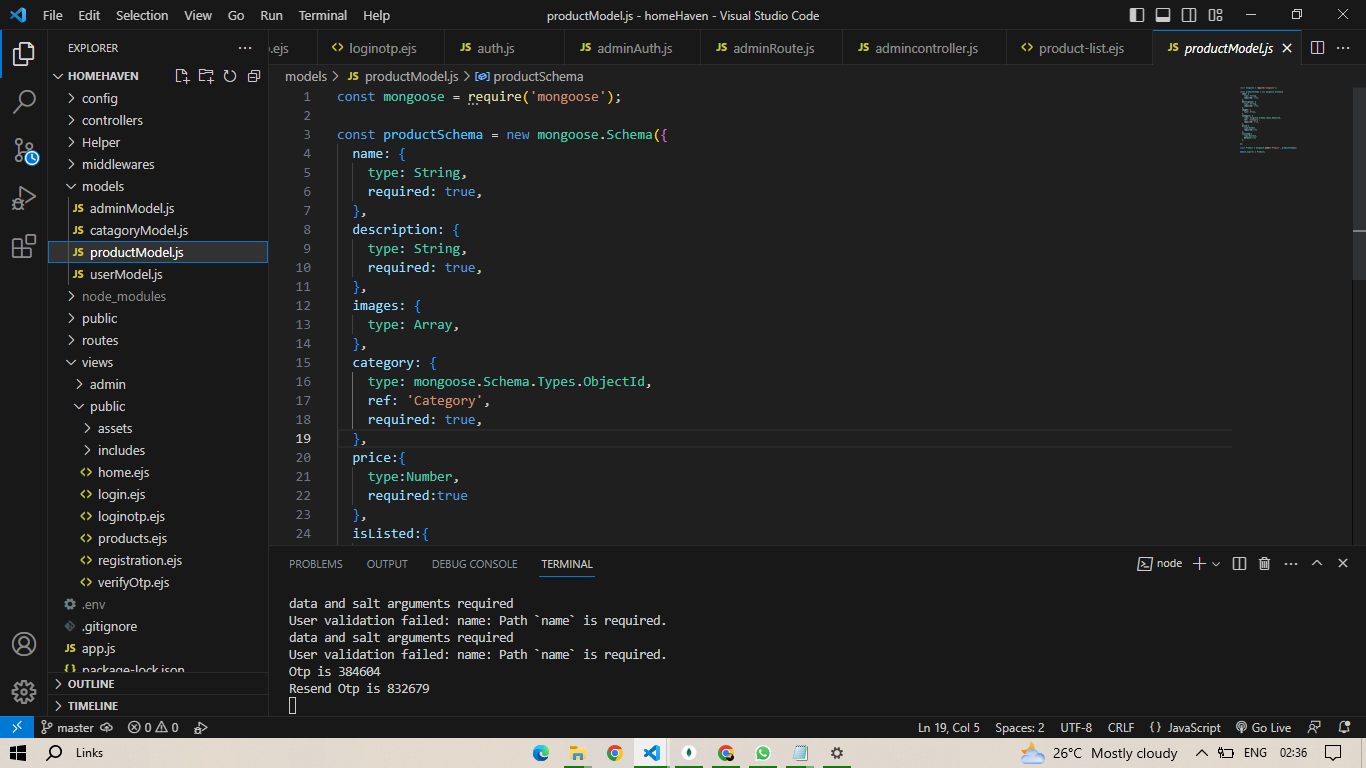 File Edit Selection View Go Run Terminal Help productModel.js - homeHaven - Visual Studio Code
EXPLORER
HOMEHAVEN
config
controllers
Helper
middlewares
models
JS adminModel.js
JS catagoryModel.js
JS productModel.js
JS userModel.js
node_modules
public
routes
views
admin
public
assets
includes
<> home.ejs
<> login.ejs
<> loginotp.ejs
<> products.ejs
<> registration.ejs
<> verifyOtp.ejs
.env
.gitignore
JS app.js
{} package-lock.json
OUTLINE
TIMELINE
p.ejs <> loginotp.ejs JS auth.js JS adminAuth.js JS adminRoute.js JS admincontroller.js <> product-list.ejs JS productModel.js
models > JS productModel.js > productSchema
1 const mongoose = require('mongoose');
2
3 const productSchema = new mongoose.Schema({
4 name: {
5 type: String,
6 required: true,
7 },
8 description: {
9 type: String,
10 required: true,
11 },
12 images: {
13 type: Array,
14 },
15 category: {
16 type: mongoose.Schema.Types.ObjectId,
17 ref: 'Category',
18 required: true,
19 },
20 price:{
21 type:Number,
22 required:true
23 },
24 isListed:{
PROBLEMS OUTPUT DEBUG CONSOLE TERMINAL node
data and salt arguments required
User validation failed: name: Path `name` is required.
data and salt arguments required
User validation failed: name: Path `name` is required.
Otp is 384604
Resend Otp is 832679
master 0 0 Ln 19, Col 5 Spaces: 2 UTF-8 CRLF {} JavaScript Go Live
Links 26°C Mostly cloudy ENG 02:36